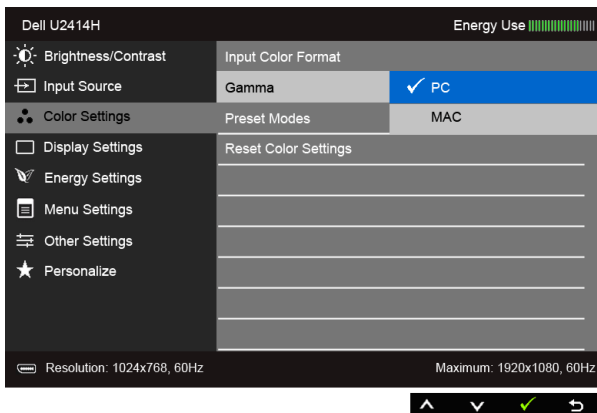 Dell U2414H
Energy Use
Brightness/Contrast
Input Color Format
Input Source
Gamma
PC
Color Settings
Preset Modes
MAC
Display Settings
Reset Color Settings
Energy Settings
Menu Settings
Other Settings
Personalize
Resolution: 1024x768, 60Hz
Maximum: 1920x1080, 60Hz